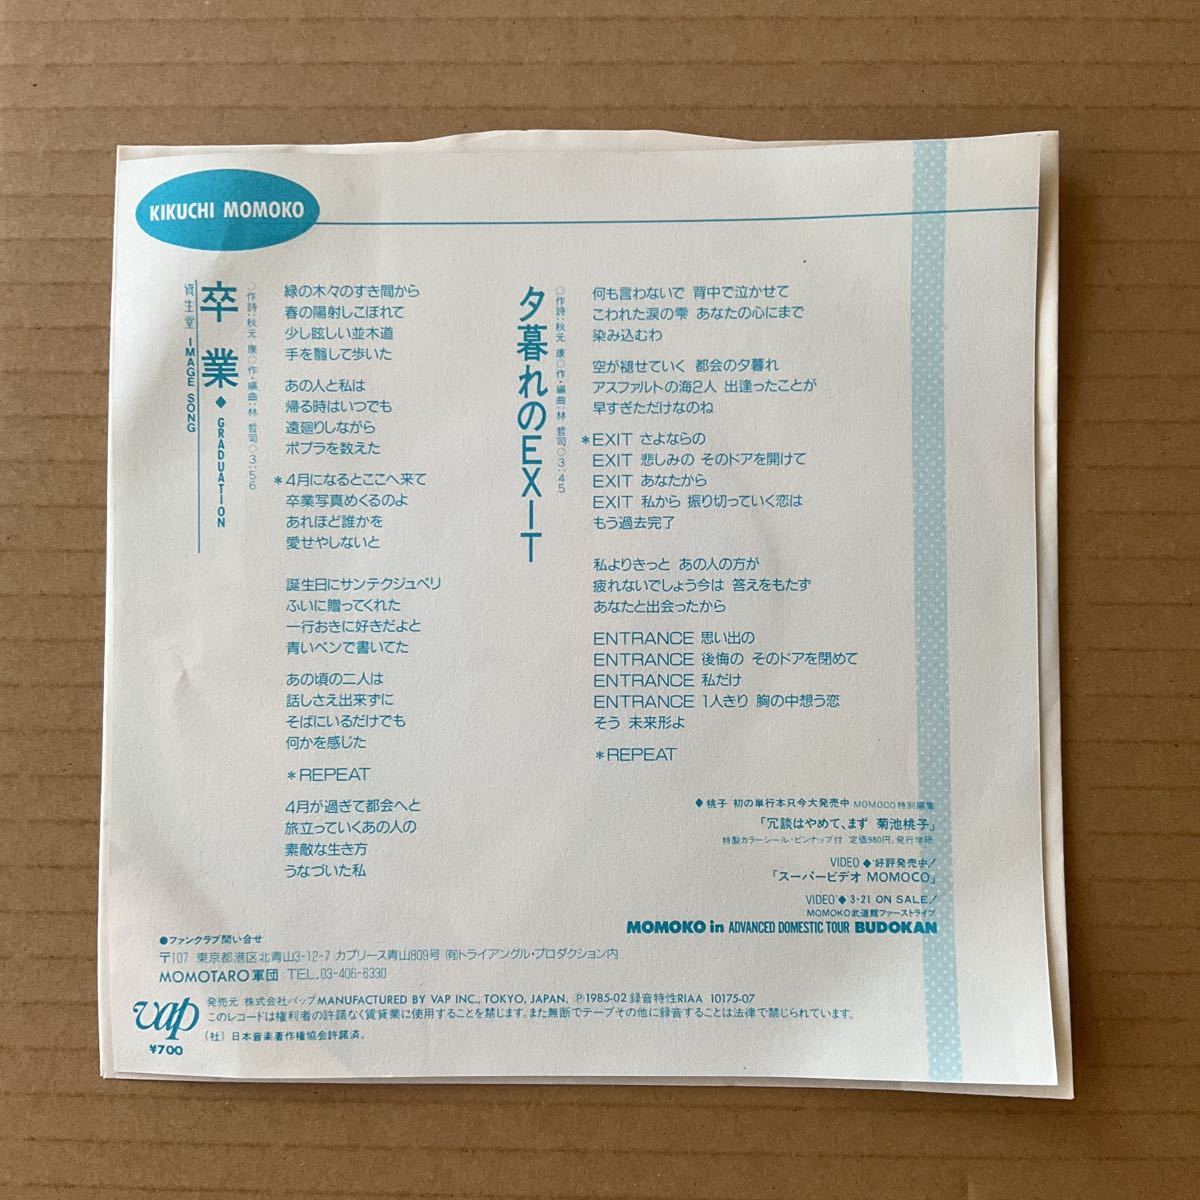 KIKUCHI MOMOKO
資生堂 IMAGE SONG
卒業◆GRADUATION
○作詩:秋元 康○作・編曲:林 哲司○3:56
緑の木々のすき間から
春の陽射しこぼれて
少し眩しい並木道
手を翳して歩いた
あの人と私は
帰る時はいつでも
遠廻りしながら
ポプラを数えた
*4月になるとここへ来て
卒業写真めくるのよ
あれほど誰かを
愛せやしないと
誕生日にサンテクジュペリ
ふいに贈ってくれた
一行おきに好きだよと
青いペンで書いてた
あの頃の二人は
話しさえ出来ずに
そばにいるだけでも
何かを感じた
*REPEAT
4月が過ぎて都会へと
旅立っていくあの人の
素敵な生き方
うなづいた私
夕暮れのEXIT
○作詩:秋元 康○作・編曲:林 哲司○3:45
何も言わないで 背中で泣かせて
こわれた涙の雫 あなたの心にまで
染み込むわ
空が褪せていく 都会の夕暮れ
アスファルトの海2人 出逢ったことが
早すぎただけなのね
*EXIT さよならの
EXIT 悲しみの そのドアを開けて
EXIT あなたから
EXIT 私から 振り切っていく恋は
もう過去完了
私よりきっと あの人の方が
疲れないでしょう今は 答えをもたず
あなたと出会ったから
ENTRANCE 思い出の
ENTRANCE 後悔の そのドアを閉めて
ENTRANCE 私だけ
ENTRANCE 1人きり 胸の中想う恋
そう 未来形よ
*REPEAT
◆桃子 初の単行本只今大発売中 MOMOCO特別編集
「冗談はやめて、まず 菊池桃子」
特製カラーシール・ピンナップ付 定価980円。発行学研
VIDEO◆好評発売中!
「スーパービデオ MOMOCO」
VIDEO◆3・21 ON SALE!
MOMOKO武道館ファーストライブ
MOMOKO in ADVANCED DOMESTIC TOUR BUDOKAN
●ファンクラブ問い合せ
〒107 東京都港区北青山3-12-7 カプリース青山809号 ㈲トライアングル・プロダクション内
MOMOTARO軍団 TEL.03-406-6330
vap
¥700
発売元 株式会社バップMANUFACTURED BY VAP INC., TOKYO, JAPAN. Ⓟ1985-02 録音特性RIAA 10175-07
このレコードは権利者の許諾なく賃貸業に使用することを禁じます。また無断でテープその他に録音することは法律で禁じられています。
(社)日本音楽著作権協会許諾済。